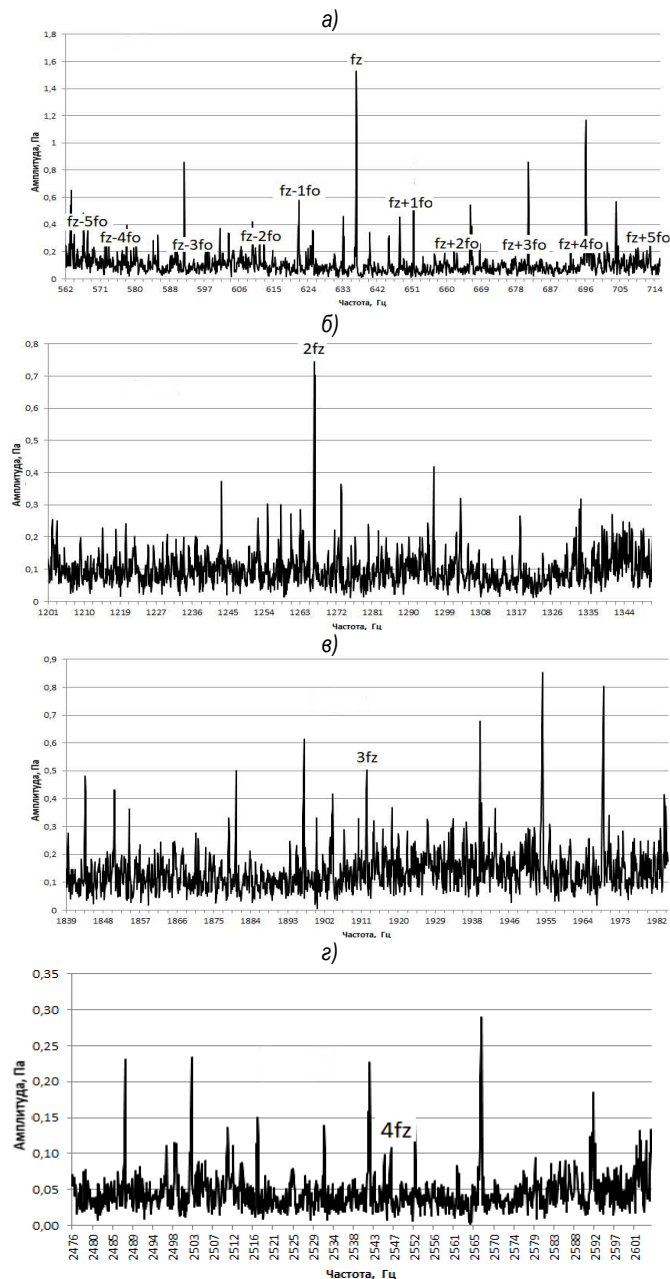 а)
1,8
1,6
1,4
1,2
1
0,8
0,6
0,4
0,2
0
Амплитуда, Па
fz
fz-5fo
fz-4fo
fz-3fo
fz-2fo
fz-1fo
fz+1fo
fz+2fo
fz+3fo
fz+4fo
fz+5fo
562 571 580 588 597 606 615 624 633 641 651 660 669 678 687 696 705 714
Частота, Гц
б)
0,8
0,7
0,6
0,5
0,4
0,3
0,2
0,1
0
Амплитуда, Па
2fz
1201 1210 1219 1227 1236 1245 1254 1263 1272 1281 1290 1299 1308 1317 1326 1335 1344
Частота, Гц
в)
0,9
0,8
0,7
0,6
0,5
0,4
0,3
0,2
0,1
0
Амплитуда, Па
3fz
1839 1848 1857 1866 1875 1884 1893 1902 1911 1920 1929 1938 1946 1955 1964 1973 1982
Частота, Гц
г)
0,35
0,30
0,25
0,20
0,15
0,10
0,05
0,00
Амплитуда, Па
4fz
2476 2480 2485 2489 2494 2498 2503 2507 2512 2516 2521 2525 2529 2534 2538 2543 2547 2552 2556 2561 2565 2570 2574 2579 2583 2588 2592 2597 2601
Частота, Гц